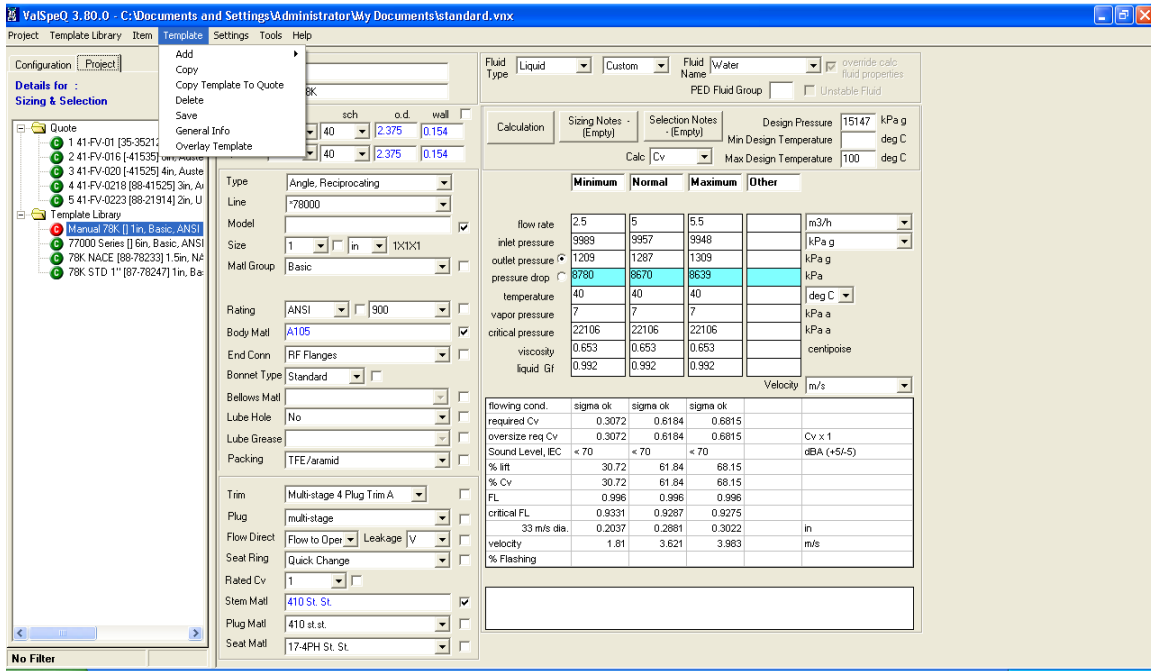 ValSpeQ 3.80.0 - C:\Documents and Settings\Administrator\My Documents\standard.vnx
Project Template Library Item Template Settings Tools Help
Add
Copy
Copy Template To Quote
Delete
Save
General Info
Overlay Template
Configuration Project
Details for :
Sizing & Selection
Quote
1 41-FV-01 [35-35212
2 41-FV-016 [-41535]
3 41-FV-020 [-41525] 4in, Auste
4 41-FV-0218 [88-41525] 3in, Au
5 41-FV-0223 [88-21914] 2in, U
Template Library
Manual 78K [] 1in, Basic, ANSI
77000 Series [] 6in, Basic, ANSI
78K NACE [88-78233] 1.5in, NA
78K STD 1" [87-78247] 1in, Ba
No Filter
8K
sch o.d. wall
40 2.375 0.154
40 2.375 0.154
Type Angle, Reciprocating
Line *78000
Model
Size 1 in 1X1X1
Matl Group Basic
Rating ANSI 900
Body Matl A105
End Conn RF Flanges
Bonnet Type Standard
Bellows Matl
Lube Hole No
Lube Grease
Packing TFE/aramid
Trim Multi-stage 4 Plug Trim A
Plug multi-stage
Flow Direct Flow to Oper Leakage V
Seat Ring Quick Change
Rated Cv 1
Stem Matl 410 St. St.
Plug Matl 410 st.st.
Seat Matl 17-4PH St. St.
Fluid Type Liquid Custom Fluid Name Water override calc fluid properties
PED Fluid Group Unstable Fluid
Calculation Sizing Notes - (Empty) Selection Notes - (Empty) Design Pressure 15147 kPa g
Min Design Temperature deg C
Calc Cv Max Design Temperature 100 deg C
Minimum Normal Maximum Other
flow rate 2.5 5 5.5 m3/h
inlet pressure 9989 9957 9948 kPa g
outlet pressure 1209 1287 1309 kPa g
pressure drop 8780 8670 8639 kPa
temperature 40 40 40 deg C
vapor pressure 7 7 7 kPa a
critical pressure 22106 22106 22106 kPa a
viscosity 0.653 0.653 0.653 centipoise
liquid Gf 0.992 0.992 0.992
Velocity m/s
flowing cond. sigma ok sigma ok sigma ok
required Cv 0.3072 0.6184 0.6815
oversize req Cv 0.3072 0.6184 0.6815 Cv x 1
Sound Level, IEC < 70 < 70 < 70 dBA (+5/-5)
% lift 30.72 61.84 68.15
% Cv 30.72 61.84 68.15
FL 0.996 0.996 0.996
critical FL 0.9331 0.9287 0.9275
33 m/s dia. 0.2037 0.2881 0.3022 in
velocity 1.81 3.621 3.983 m/s
% Flashing